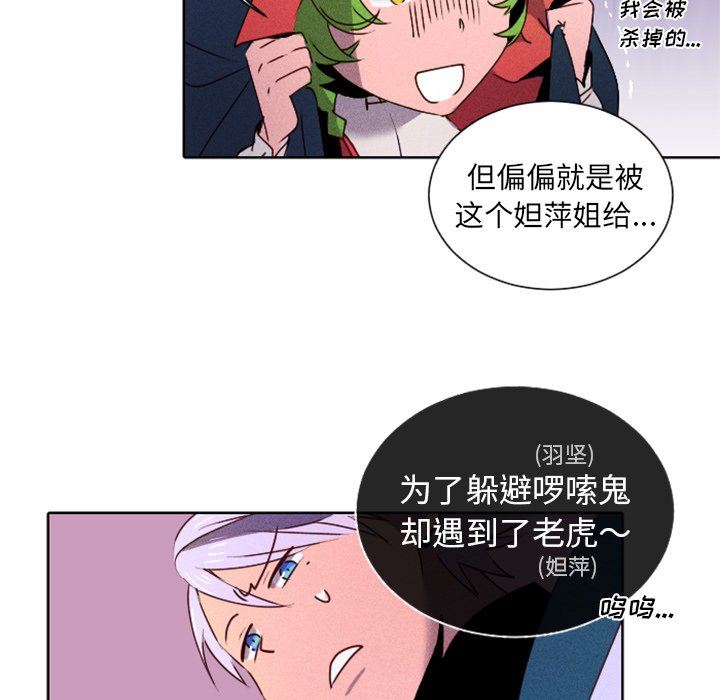 我会被
杀掉的...
但偏偏就是被
这个妲萍姐给...
(羽坚)
为了躲避啰嗦鬼
却遇到了老虎～
(妲萍)
呜呜...